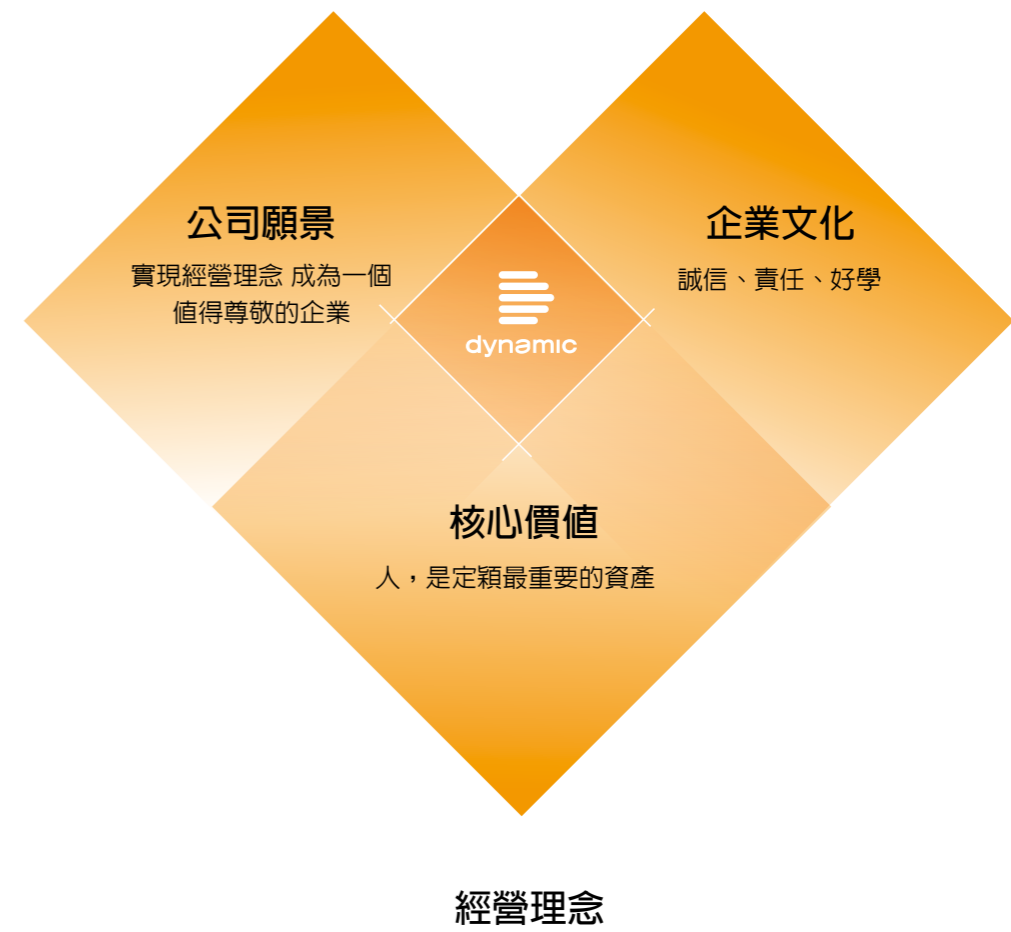 公司願景
實現經營理念 成為一個
值得尊敬的企業
企業文化
誠信、責任、好學
dynamic
核心價值
人，是定穎最重要的資產
經營理念